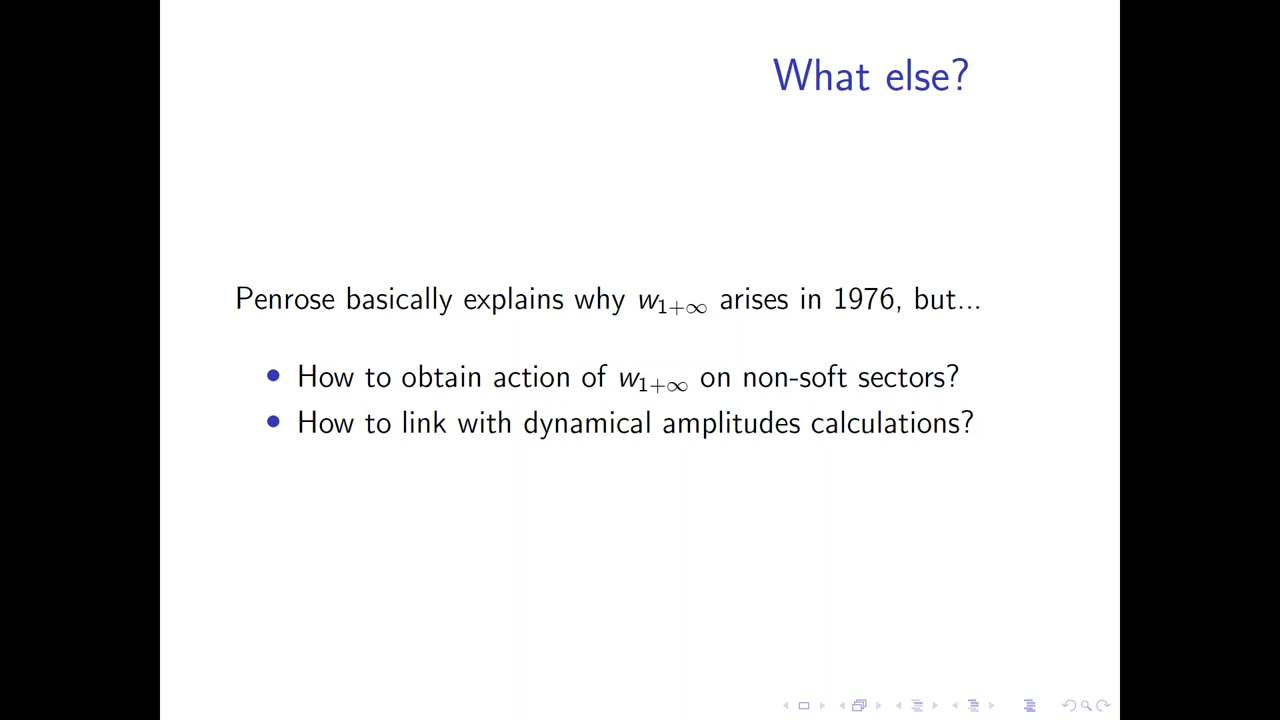 What else?
Penrose basically explains why w₁₊∞ arises in 1976, but...
• How to obtain action of w₁₊∞ on non-soft sectors?
• How to link with dynamical amplitudes calculations?